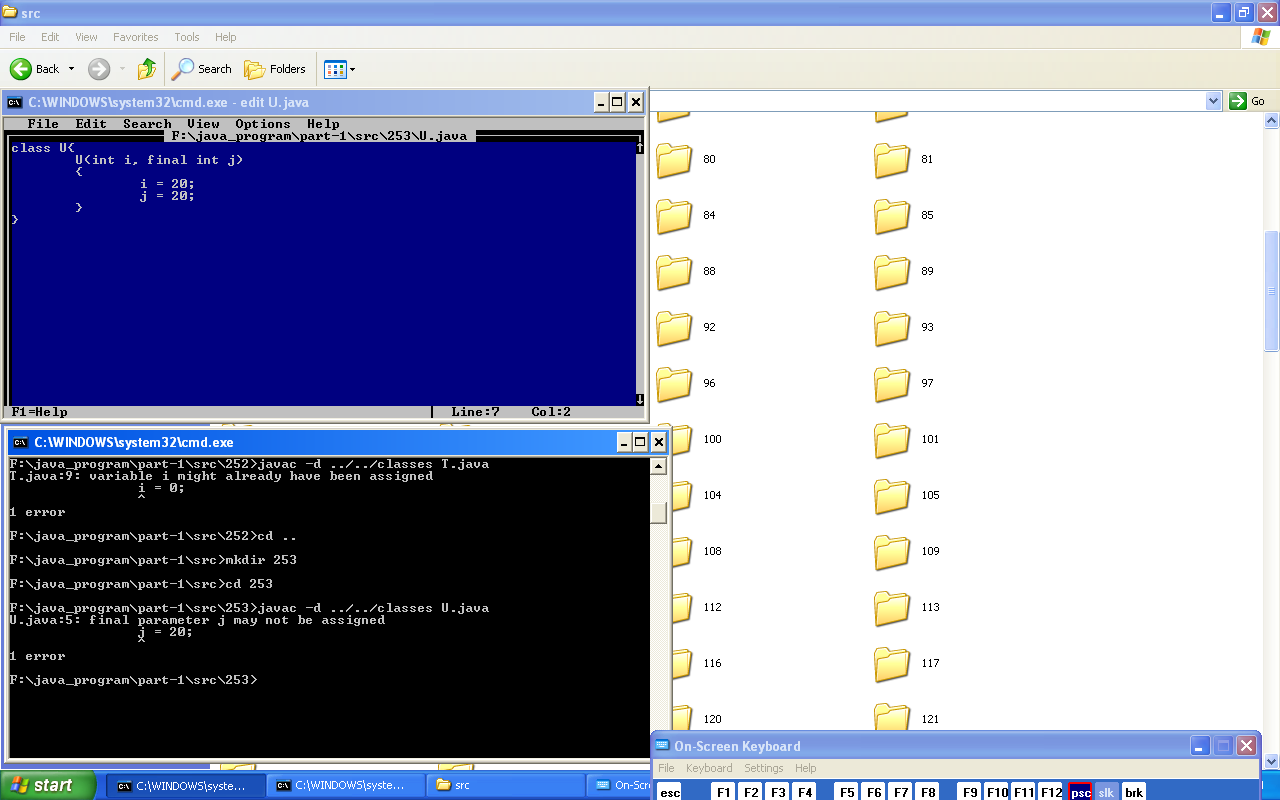 src
File Edit View Favorites Tools Help
Back Search Folders
Go
C:\WINDOWS\system32\cmd.exe - edit U.java
File Edit Search View Options Help
F:\java_program\part-1\src\253\U.java
class U{
U(int i, final int j)
{
i = 20;
j = 20;
}
}
F1=Help Line:7 Col:2
80 81
84 85
88 89
92 93
96 97
100 101
104 105
108 109
112 113
116 117
120 121
C:\WINDOWS\system32\cmd.exe
F:\java_program\part-1\src\252>javac -d ../../classes T.java
T.java:9: variable i might already have been assigned
i = 0;
^
1 error
F:\java_program\part-1\src\252>cd ..
F:\java_program\part-1\src>mkdir 253
F:\java_program\part-1\src>cd 253
F:\java_program\part-1\src\253>javac -d ../../classes U.java
U.java:5: final parameter j may not be assigned
j = 20;
^
1 error
F:\java_program\part-1\src\253>
On-Screen Keyboard
File Keyboard Settings Help
esc F1 F2 F3 F4 F5 F6 F7 F8 F9 F10 F11 F12 psc slk brk
start C:\WINDOWS\syste... C:\WINDOWS\syste... src On-Scre